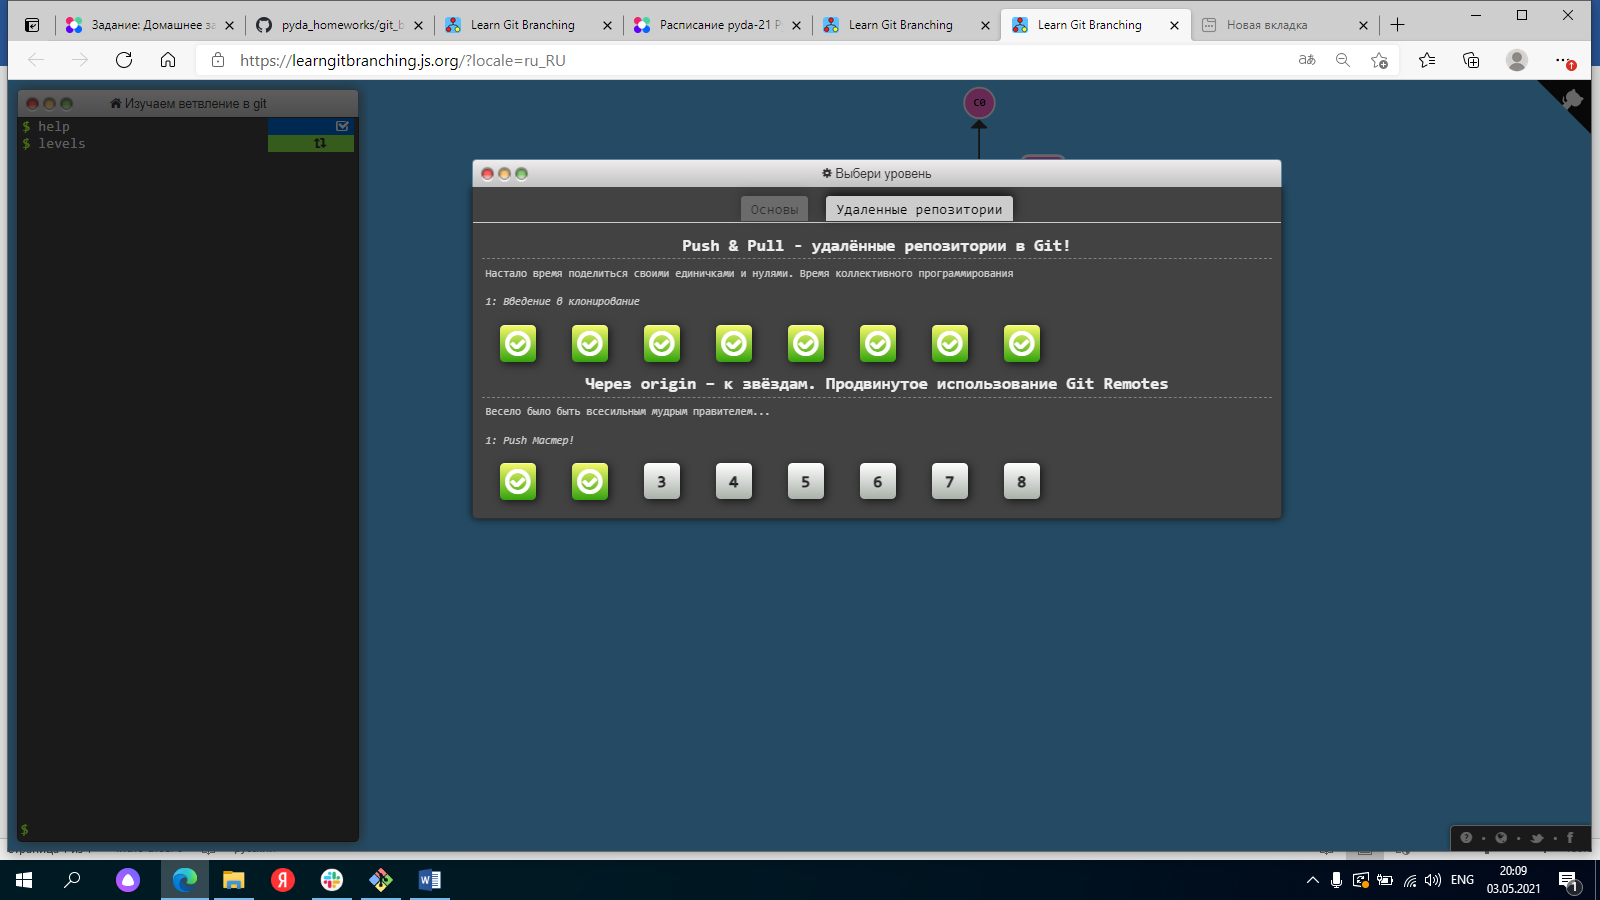 Задание: Домашнее за
pyda_homeworks/git_b
Learn Git Branching
Расписание pyda-21 P
Learn Git Branching
Learn Git Branching
Новая вкладка
https://learngitbranching.js.org/?locale=ru_RU
Изучаем ветвление в git
$ help
$ levels
$
C0
Выбери уровень
Основы
Удаленные репозитории
Push & Pull - удалённые репозитории в Git!
Настало время поделиться своими единичками и нулями. Время коллективного программирования
1: Введение в клонирование
Через origin – к звёздам. Продвинутое использование Git Remotes
Весело было быть всесильным мудрым правителем...
1: Push Мастер!
3 4 5 6 7 8
ENG
20:09
03.05.2021
1